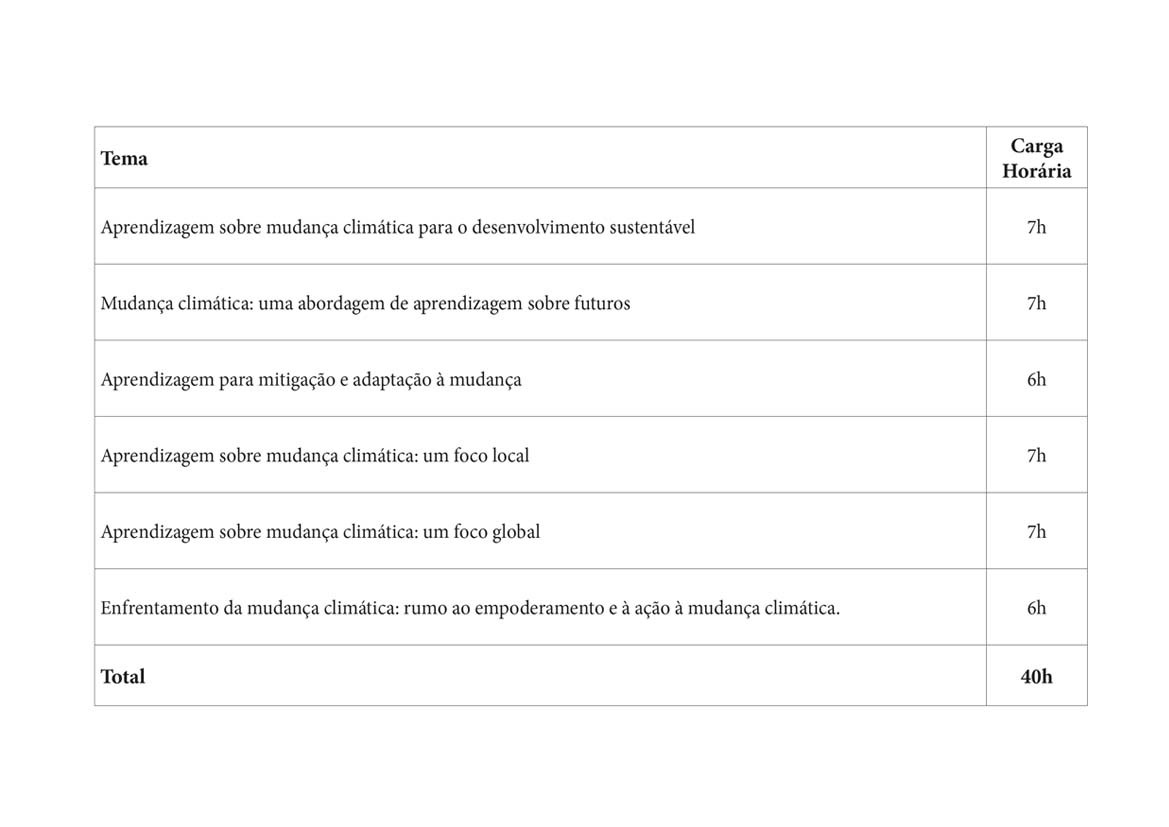 Tema
Carga
Horária
Aprendizagem sobre mudança climática para o desenvolvimento sustentável 7h
Mudança climática: uma abordagem de aprendizagem sobre futuros 7h
Aprendizagem para mitigação e adaptação à mudança 6h
Aprendizagem sobre mudança climática: um foco local 7h
Aprendizagem sobre mudança climática: um foco global 7h
Enfrentamento da mudança climática: rumo ao empoderamento e à ação à mudança climática. 6h
Total 40h